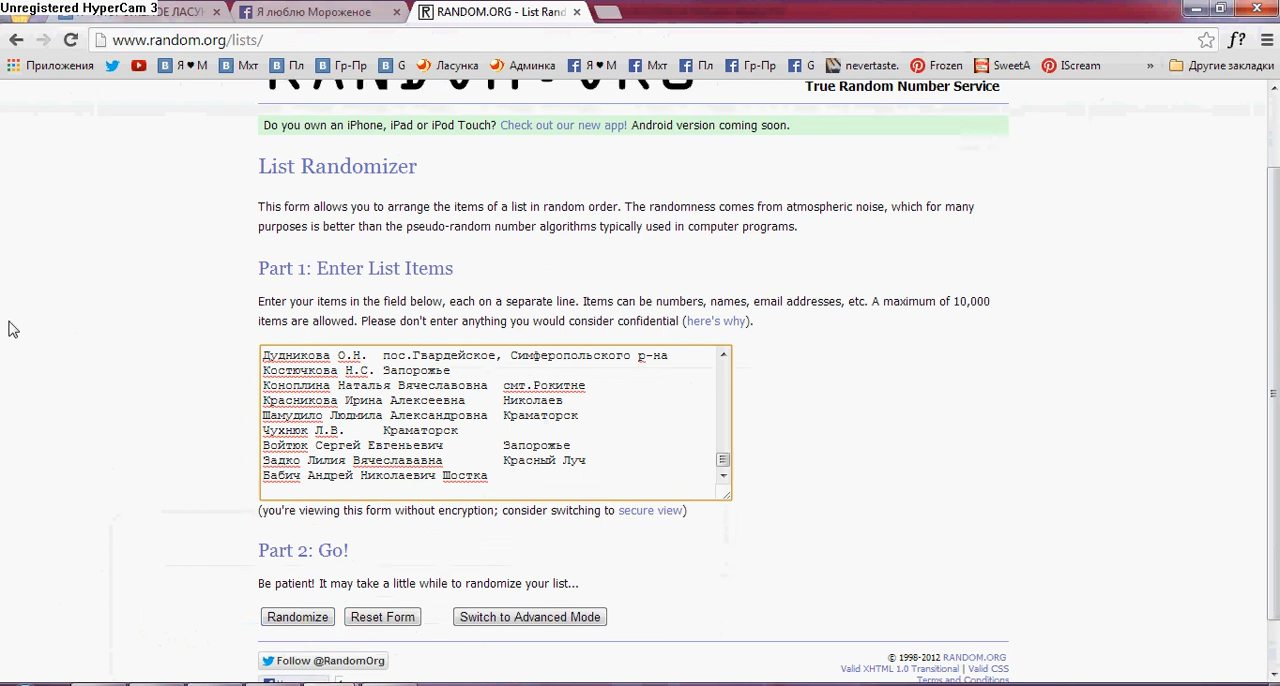 Unregistered HyperCam 3
ОЕ ЛАСУН
Я люблю Мороженое
RANDOM.ORG - List Rand
www.random.org/lists/
f?
Приложения Я ♥ М Мхт Пл Гр-Пр G Ласунка Админка Я ♥ М Мхт Пл Гр-Пр G nevertaste. Frozen SweetA IScream » Другие закладки
RANDOM.ORG
True Random Number Service
Do you own an iPhone, iPad or iPod Touch? Check out our new app! Android version coming soon.
List Randomizer
This form allows you to arrange the items of a list in random order. The randomness comes from atmospheric noise, which for many
purposes is better than the pseudo-random number algorithms typically used in computer programs.
Part 1: Enter List Items
Enter your items in the field below, each on a separate line. Items can be numbers, names, email addresses, etc. A maximum of 10,000
items are allowed. Please don't enter anything you would consider confidential (here's why).
Дудникова О.Н. пос.Гвардейское, Симферопольского р-на
Костючкова Н.С. Запорожье
Коноплина Наталья Вячеславовна смт.Рокитне
Красникова Ирина Алексеевна Николаев
Шамудило Людмила Александровна Краматорск
Чухнюк Л.В. Краматорск
Войтюк Сергей Евгеньевич Запорожье
Задко Лилия Вячеслававна Красный Луч
Бабич Андрей Николаевич Шостка
(you're viewing this form without encryption; consider switching to secure view)
Part 2: Go!
Be patient! It may take a little while to randomize your list...
Randomize Reset Form Switch to Advanced Mode
Follow @RandomOrg
© 1998-2012 RANDOM.ORG
Valid XHTML 1.0 Transitional | Valid CSS
Terms and Conditions